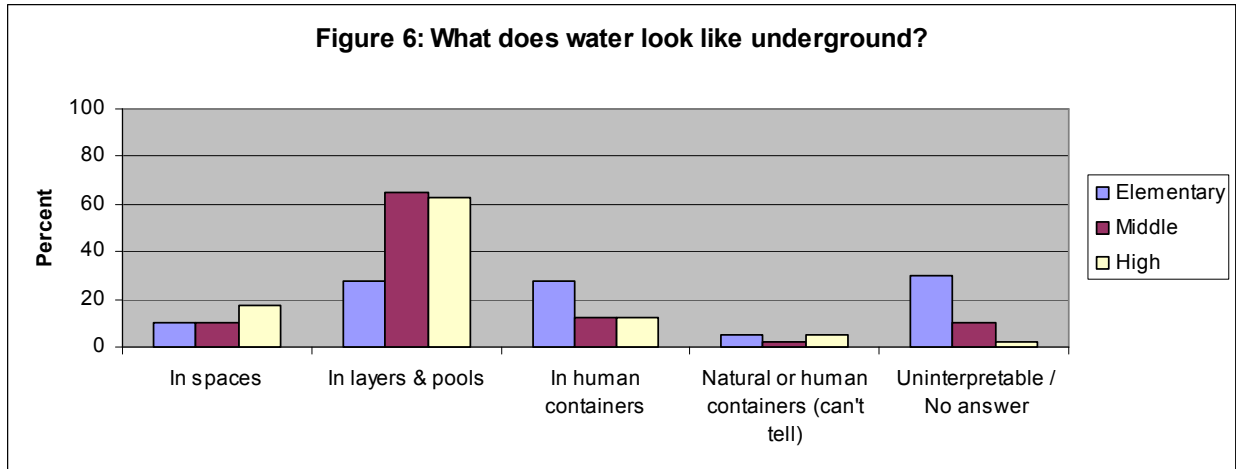 Figure 6: What does water look like underground?
100
80
60
40
20
0
Percent
In spaces
In layers & pools
In human
containers
Natural or human
containers (can't
tell)
Uninterpretable /
No answer
Elementary
Middle
High